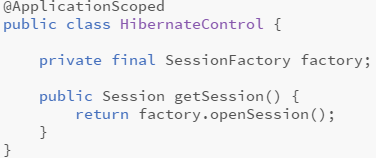 @ApplicationScoped
public class HibernateControl {
    private final SessionFactory factory;
    public Session getSession() {
        return factory.openSession();
    }
}